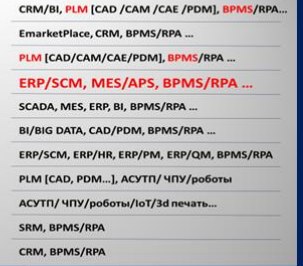 CRM/BI, PLM [CAD /CAM /CAE /PDM], BPMS/RPA...
EmarketPlace, CRM, BPMS/RPA ...
PLM [CAD/CAM/CAE/PDM], BPMS/RPA ...
ERP/SCM, MES/APS, BPMS/RPA ...
SCADA, MES, ERP, BI, BPMS/RPA ...
BI/BIG DATA, CAD/PDM, BPMS/RPA ...
ERP/SCM, ERP/HR, ERP/PM, ERP/QM, BPMS/RPA
PLM [CAD, PDM...], АСУТП/ ЧПУ/роботы
АСУТП/ ЧПУ/роботы/IoT/3d печать...
SRM, BPMS/RPA
CRM, BPMS/RPA